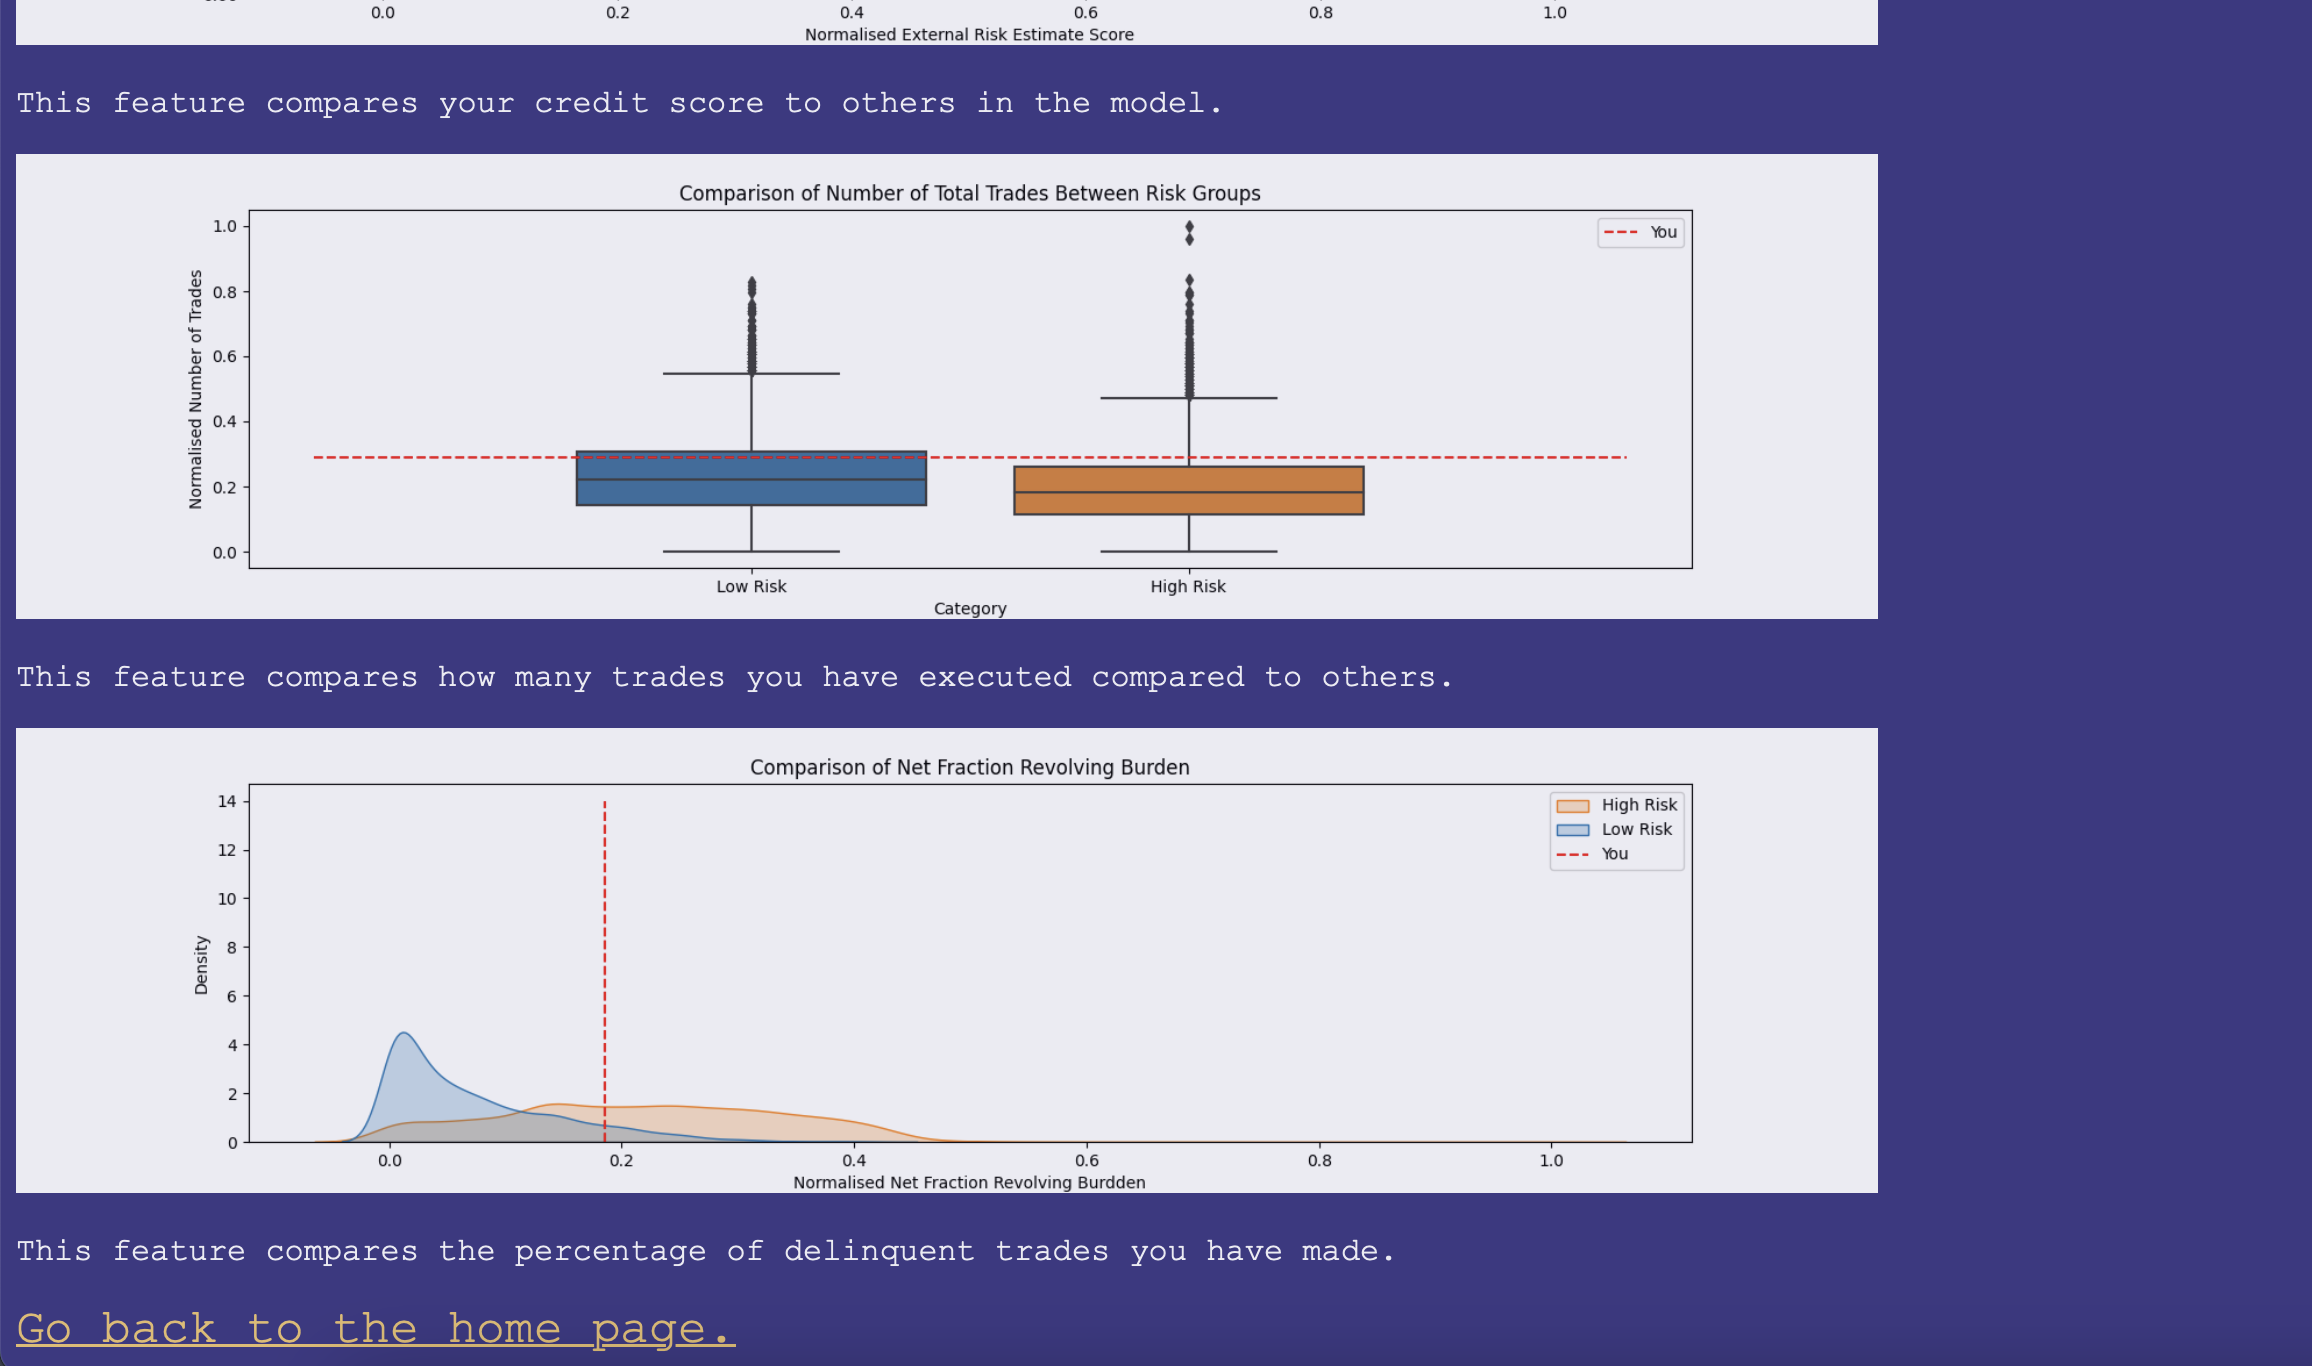 0.0 0.2 0.4 0.6 0.8 1.0
Normalised External Risk Estimate Score
This feature compares your credit score to others in the model.
Comparison of Number of Total Trades Between Risk Groups
You
1.0
0.8
0.6
0.4
0.2
0.0
Normalised Number of Trades
Low Risk High Risk
Category
This feature compares how many trades you have executed compared to others.
Comparison of Net Fraction Revolving Burden
High Risk
Low Risk
You
14
12
10
8
6
4
2
0
Density
0.0 0.2 0.4 0.6 0.8 1.0
Normalised Net Fraction Revolving Burdden
This feature compares the percentage of delinquent trades you have made.
Go back to the home page.